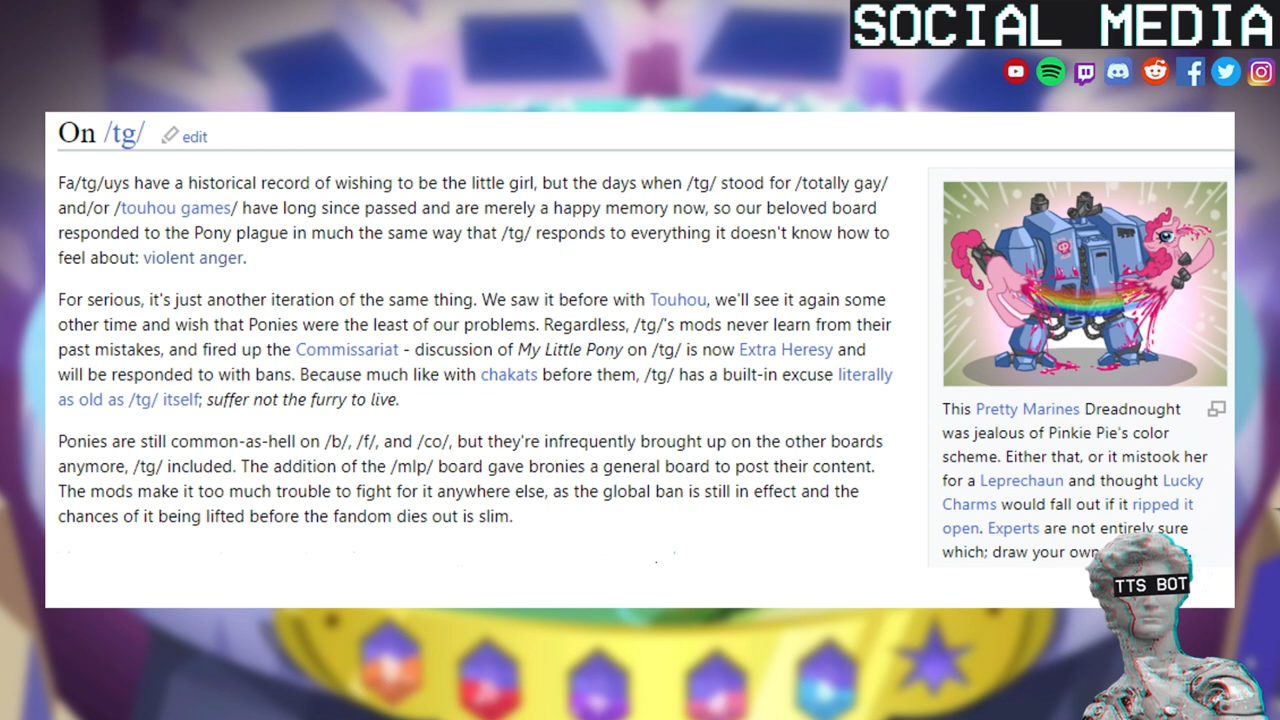 SOCIAL MEDIA
On /tg/ edit
Fa/tg/uys have a historical record of wishing to be the little girl, but the days when /tg/ stood for /totally gay/
and/or /touhou games/ have long since passed and are merely a happy memory now, so our beloved board
responded to the Pony plague in much the same way that /tg/ responds to everything it doesn't know how to
feel about: violent anger.
For serious, it's just another iteration of the same thing. We saw it before with Touhou, we'll see it again some
other time and wish that Ponies were the least of our problems. Regardless, /tg/'s mods never learn from their
past mistakes, and fired up the Commissariat - discussion of My Little Pony on /tg/ is now Extra Heresy and
will be responded to with bans. Because much like with chakats before them, /tg/ has a built-in excuse literally
as old as /tg/ itself; suffer not the furry to live.
Ponies are still common-as-hell on /b/, /f/, and /co/, but they're infrequently brought up on the other boards
anymore, /tg/ included. The addition of the /mlp/ board gave bronies a general board to post their content.
The mods make it too much trouble to fight for it anywhere else, as the global ban is still in effect and the
chances of it being lifted before the fandom dies out is slim.
This Pretty Marines Dreadnought
was jealous of Pinkie Pie's color
scheme. Either that, or it mistook her
for a Leprechaun and thought Lucky
Charms would fall out if it ripped it
open. Experts are not entirely sure
which; draw your own
TTS BOT